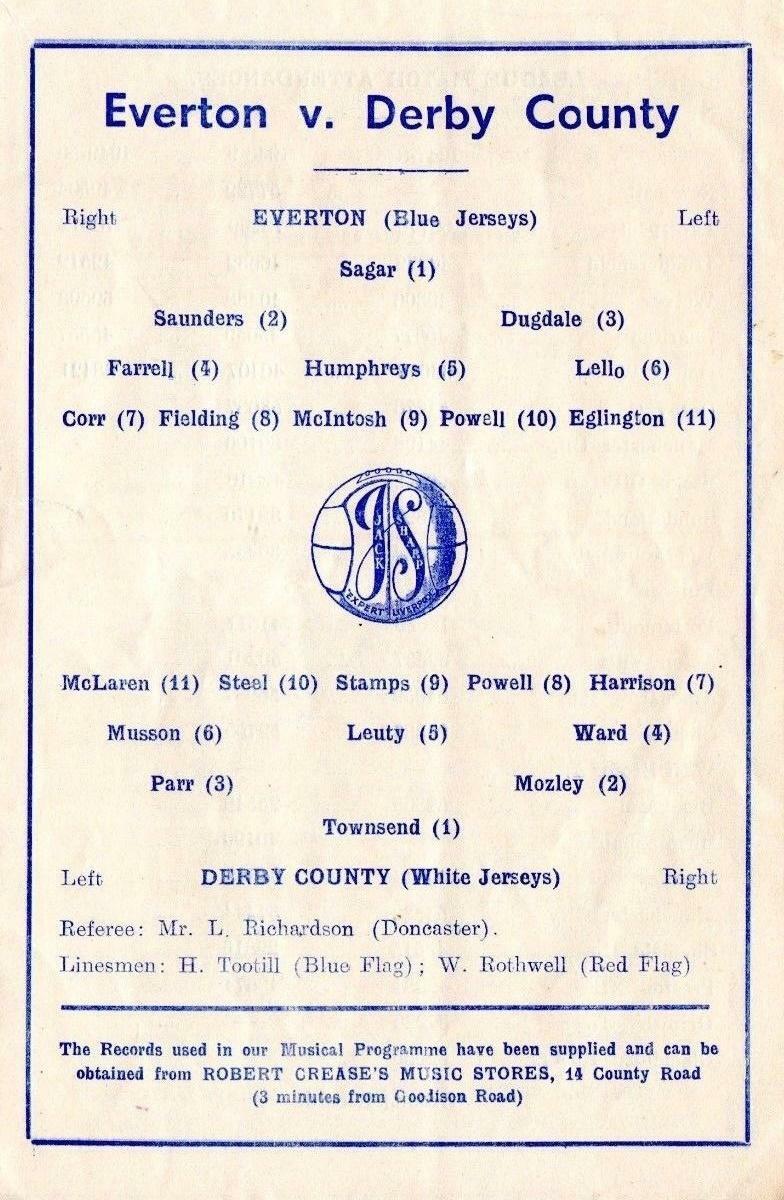 Everton v. Derby County
Right EVERTON (Blue Jerseys) Left
Sagar (1)
Saunders (2) Dugdale (3)
Farrell (4) Humphreys (5) Lello (6)
Corr (7) Fielding (8) McIntosh (9) Powell (10) Eglington (11)
JS
JACK SHARP
EXPERT LIVERPOOL
McLaren (11) Steel (10) Stamps (9) Powell (8) Harrison (7)
Musson (6) Leuty (5) Ward (4)
Parr (3) Mozley (2)
Townsend (1)
Left DERBY COUNTY (White Jerseys) Right
Referee: Mr. L. Richardson (Doncaster).
Linesmen: H. Tootill (Blue Flag); W. Rothwell (Red Flag)
The Records used in our Musical Programme have been supplied and can be
obtained from ROBERT CREASE'S MUSIC STORES, 14 County Road
(3 minutes from Goodison Road)